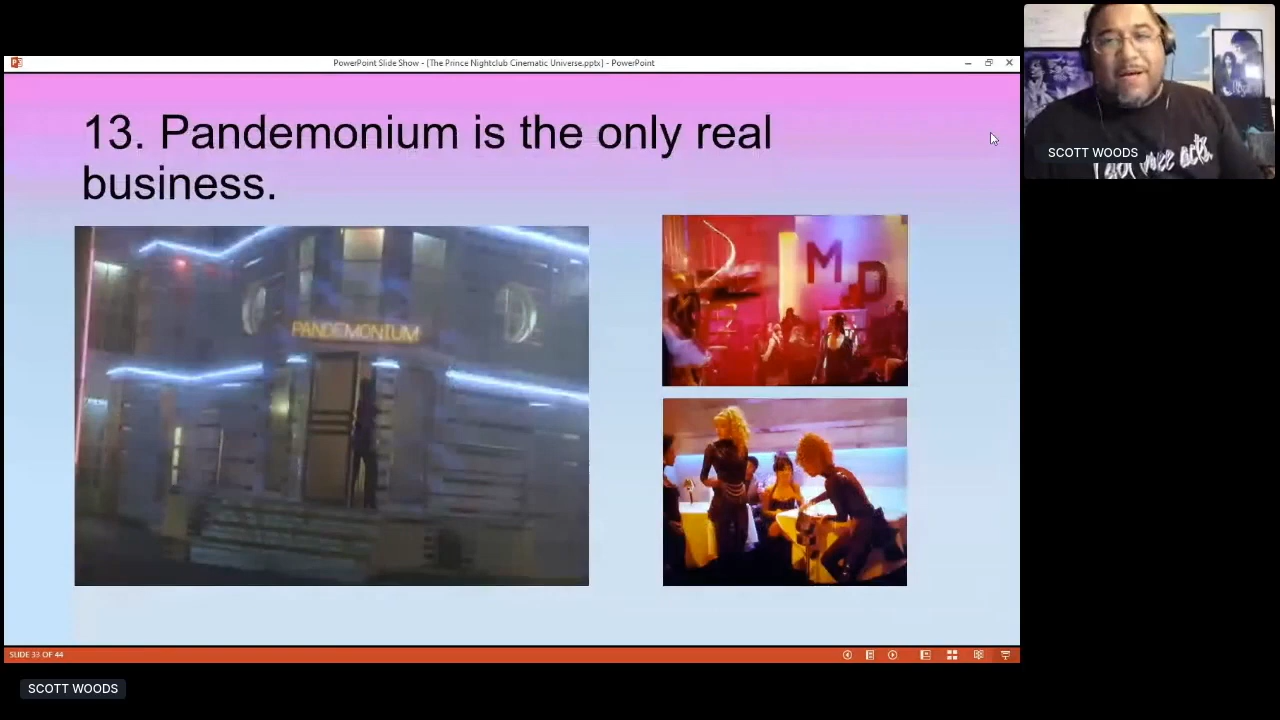 PowerPoint Slide Show - [The Prince Nightclub Cinematic Universe.pptx] - PowerPoint
SCOTT WOODS
13. Pandemonium is the only real
business.
PANDEMONIUM
M
D
SLIDE 33 OF 44
SCOTT WOODS